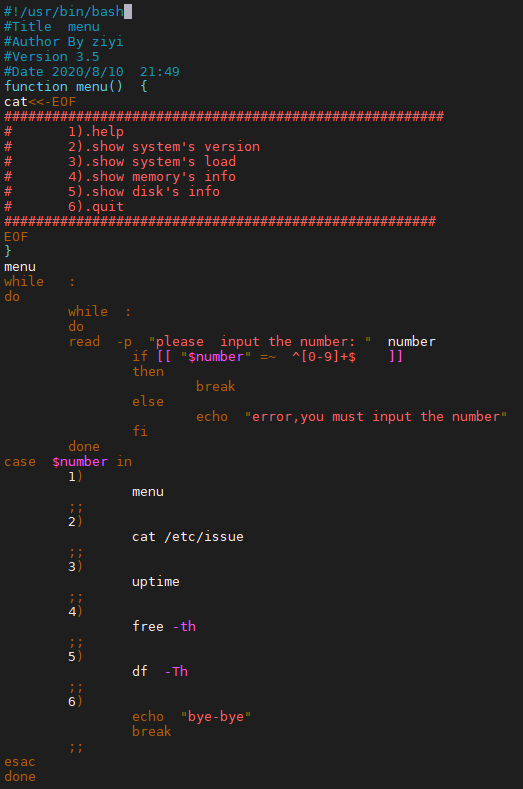 #!/usr/bin/bash
#Title  menu
#Author By ziyi
#Version 3.5
#Date 2020/8/10  21:49
function menu()  {
cat<<-EOF
#######################################################
#       1).help
#       2).show system's version
#       3).show system's load
#       4).show memory's info
#       5).show disk's info
#       6).quit
######################################################
EOF
}
menu
while   :
do
        while  :
        do
        read  -p  "please  input the number: "  number
                if [[ "$number" =~  ^[0-9]+$    ]]
                then
                        break
                else
                        echo  "error,you must input the number"
                fi
        done
case  $number in
        1)
                menu
        ;;
        2)
                cat /etc/issue
        ;;
        3)
                uptime
        ;;
        4)
                free -th
        ;;
        5)
                df  -Th
        ;;
        6)
                echo  "bye-bye"
                break
        ;;
esac
done